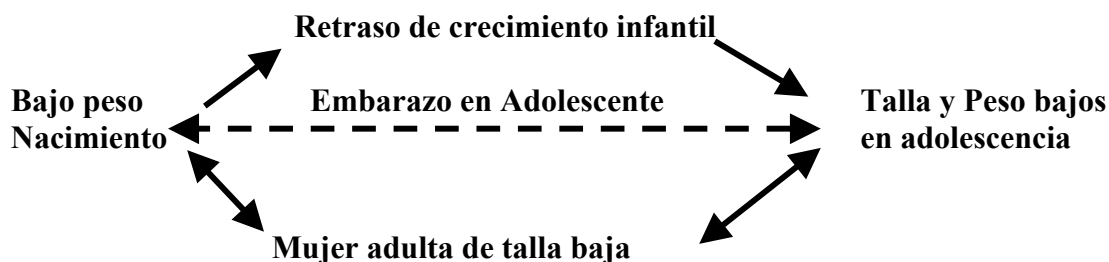 Retraso de crecimiento infantil
Bajo peso
Nacimiento
Embarazo en Adolescente
Talla y Peso bajos
en adolescencia
Mujer adulta de talla baja